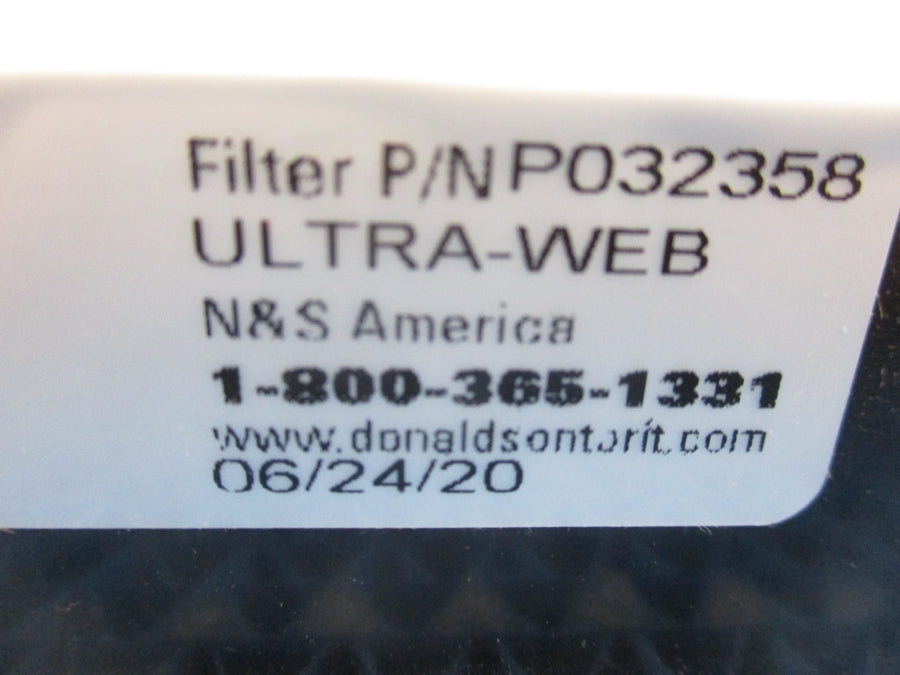 Filter P/N P032358
ULTRA-WEB
N&S America
1-800-365-1331
www.donaldsontorit.com
06/24/20